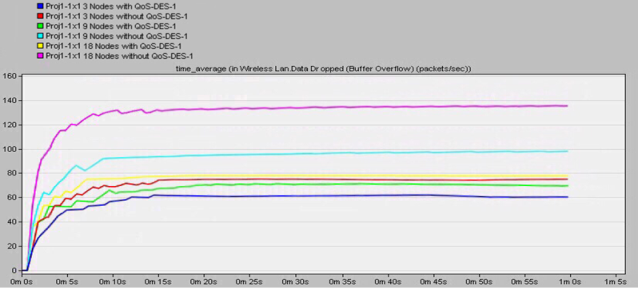 Proj1-1x1 3 Nodes with QoS-DES-1
Proj1-1x1 3 Nodes without QoS-DES-1
Proj1-1x1 9 Nodes with QoS-DES-1
Proj1-1x1 9 Nodes without QoS-DES-1
Proj1-1x1 18 Nodes with QoS-DES-1
Proj1-1x1 18 Nodes without QoS-DES-1
time_average (in Wireless Lan.Data Dropped (Buffer Overflow) (packets/sec))
160
140
120
100
80
60
40
20
0
0m 0s 0m 5s 0m 10s 0m 15s 0m 20s 0m 25s 0m 30s 0m 35s 0m 40s 0m 45s 0m 50s 0m 55s 1m 0s 1m 5s